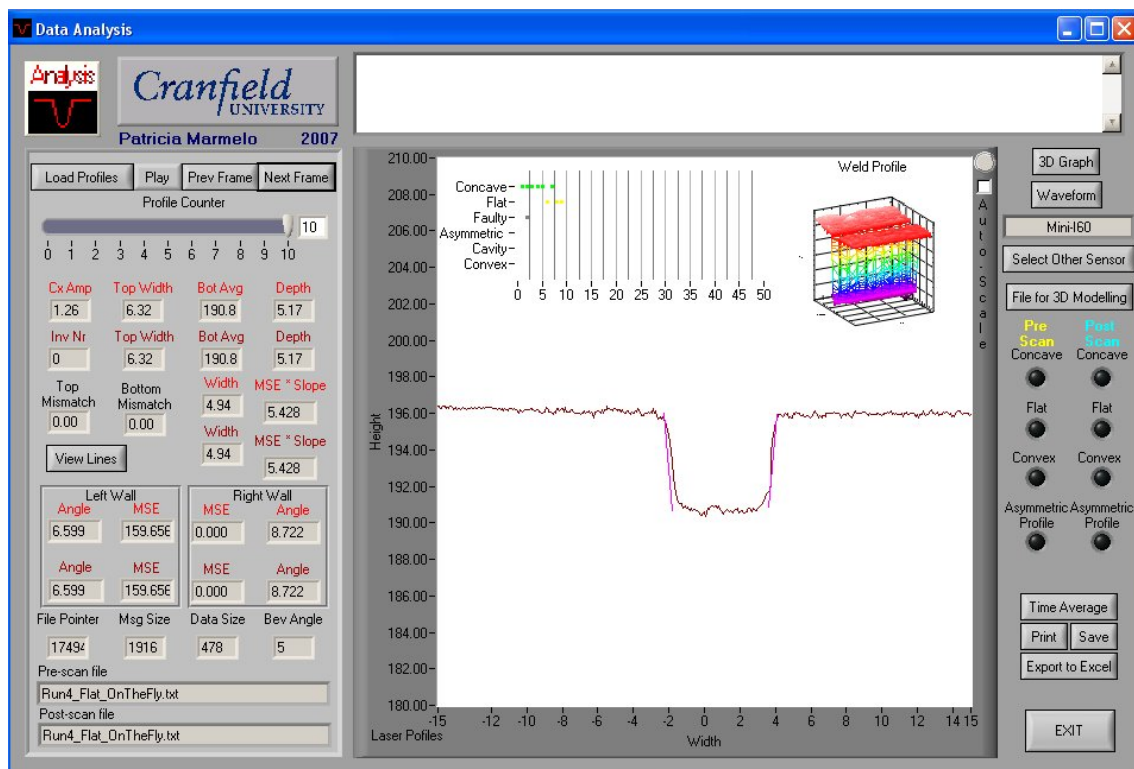 Data Analysis
Analysis
Cranfield
UNIVERSITY
Patricia Marmelo 2007
Load Profiles Play Prev Frame Next Frame
Profile Counter
10
0 1 2 3 4 5 6 7 8 9 10
Cx Amp Top Width Bot Avg Depth
1.26 6.32 190.8 5.17
Inv Nr Top Width Bot Avg Depth
0 6.32 190.8 5.17
Top Mismatch Bottom Mismatch Width MSE * Slope
0.00 0.00 4.94 5.428
Width MSE * Slope
4.94 5.428
View Lines
Left Wall Right Wall
Angle MSE MSE Angle
6.599 159.656 0.000 8.722
Angle MSE MSE Angle
6.599 159.656 0.000 8.722
File Pointer Msg Size Data Size Bev Angle
17494 1916 478 5
Pre-scan file
Run4_Flat_OnTheFly.txt
Post-scan file
Run4_Flat_OnTheFly.txt
210.00
208.00
206.00
204.00
202.00
200.00
198.00
196.00
194.00
192.00
190.00
188.00
186.00
184.00
182.00
180.00
Height
Concave
Flat
Faulty
Asymmetric
Cavity
Convex
0 5 10 15 20 25 30 35 40 45 50
Weld Profile
Auto-Scale
-15 -12 -10 -8 -6 -4 -2 0 2 4 6 8 10 12 14 15
Laser Pofiles
Width
3D Graph
Waveform
Mini-I60
Select Other Sensor
File for 3D Modelling
Pre Scan Post Scan
Concave Concave
Flat Flat
Convex Convex
Asymmetric Profile Asymmetric Profile
Time Average
Print Save
Export to Excel
EXIT